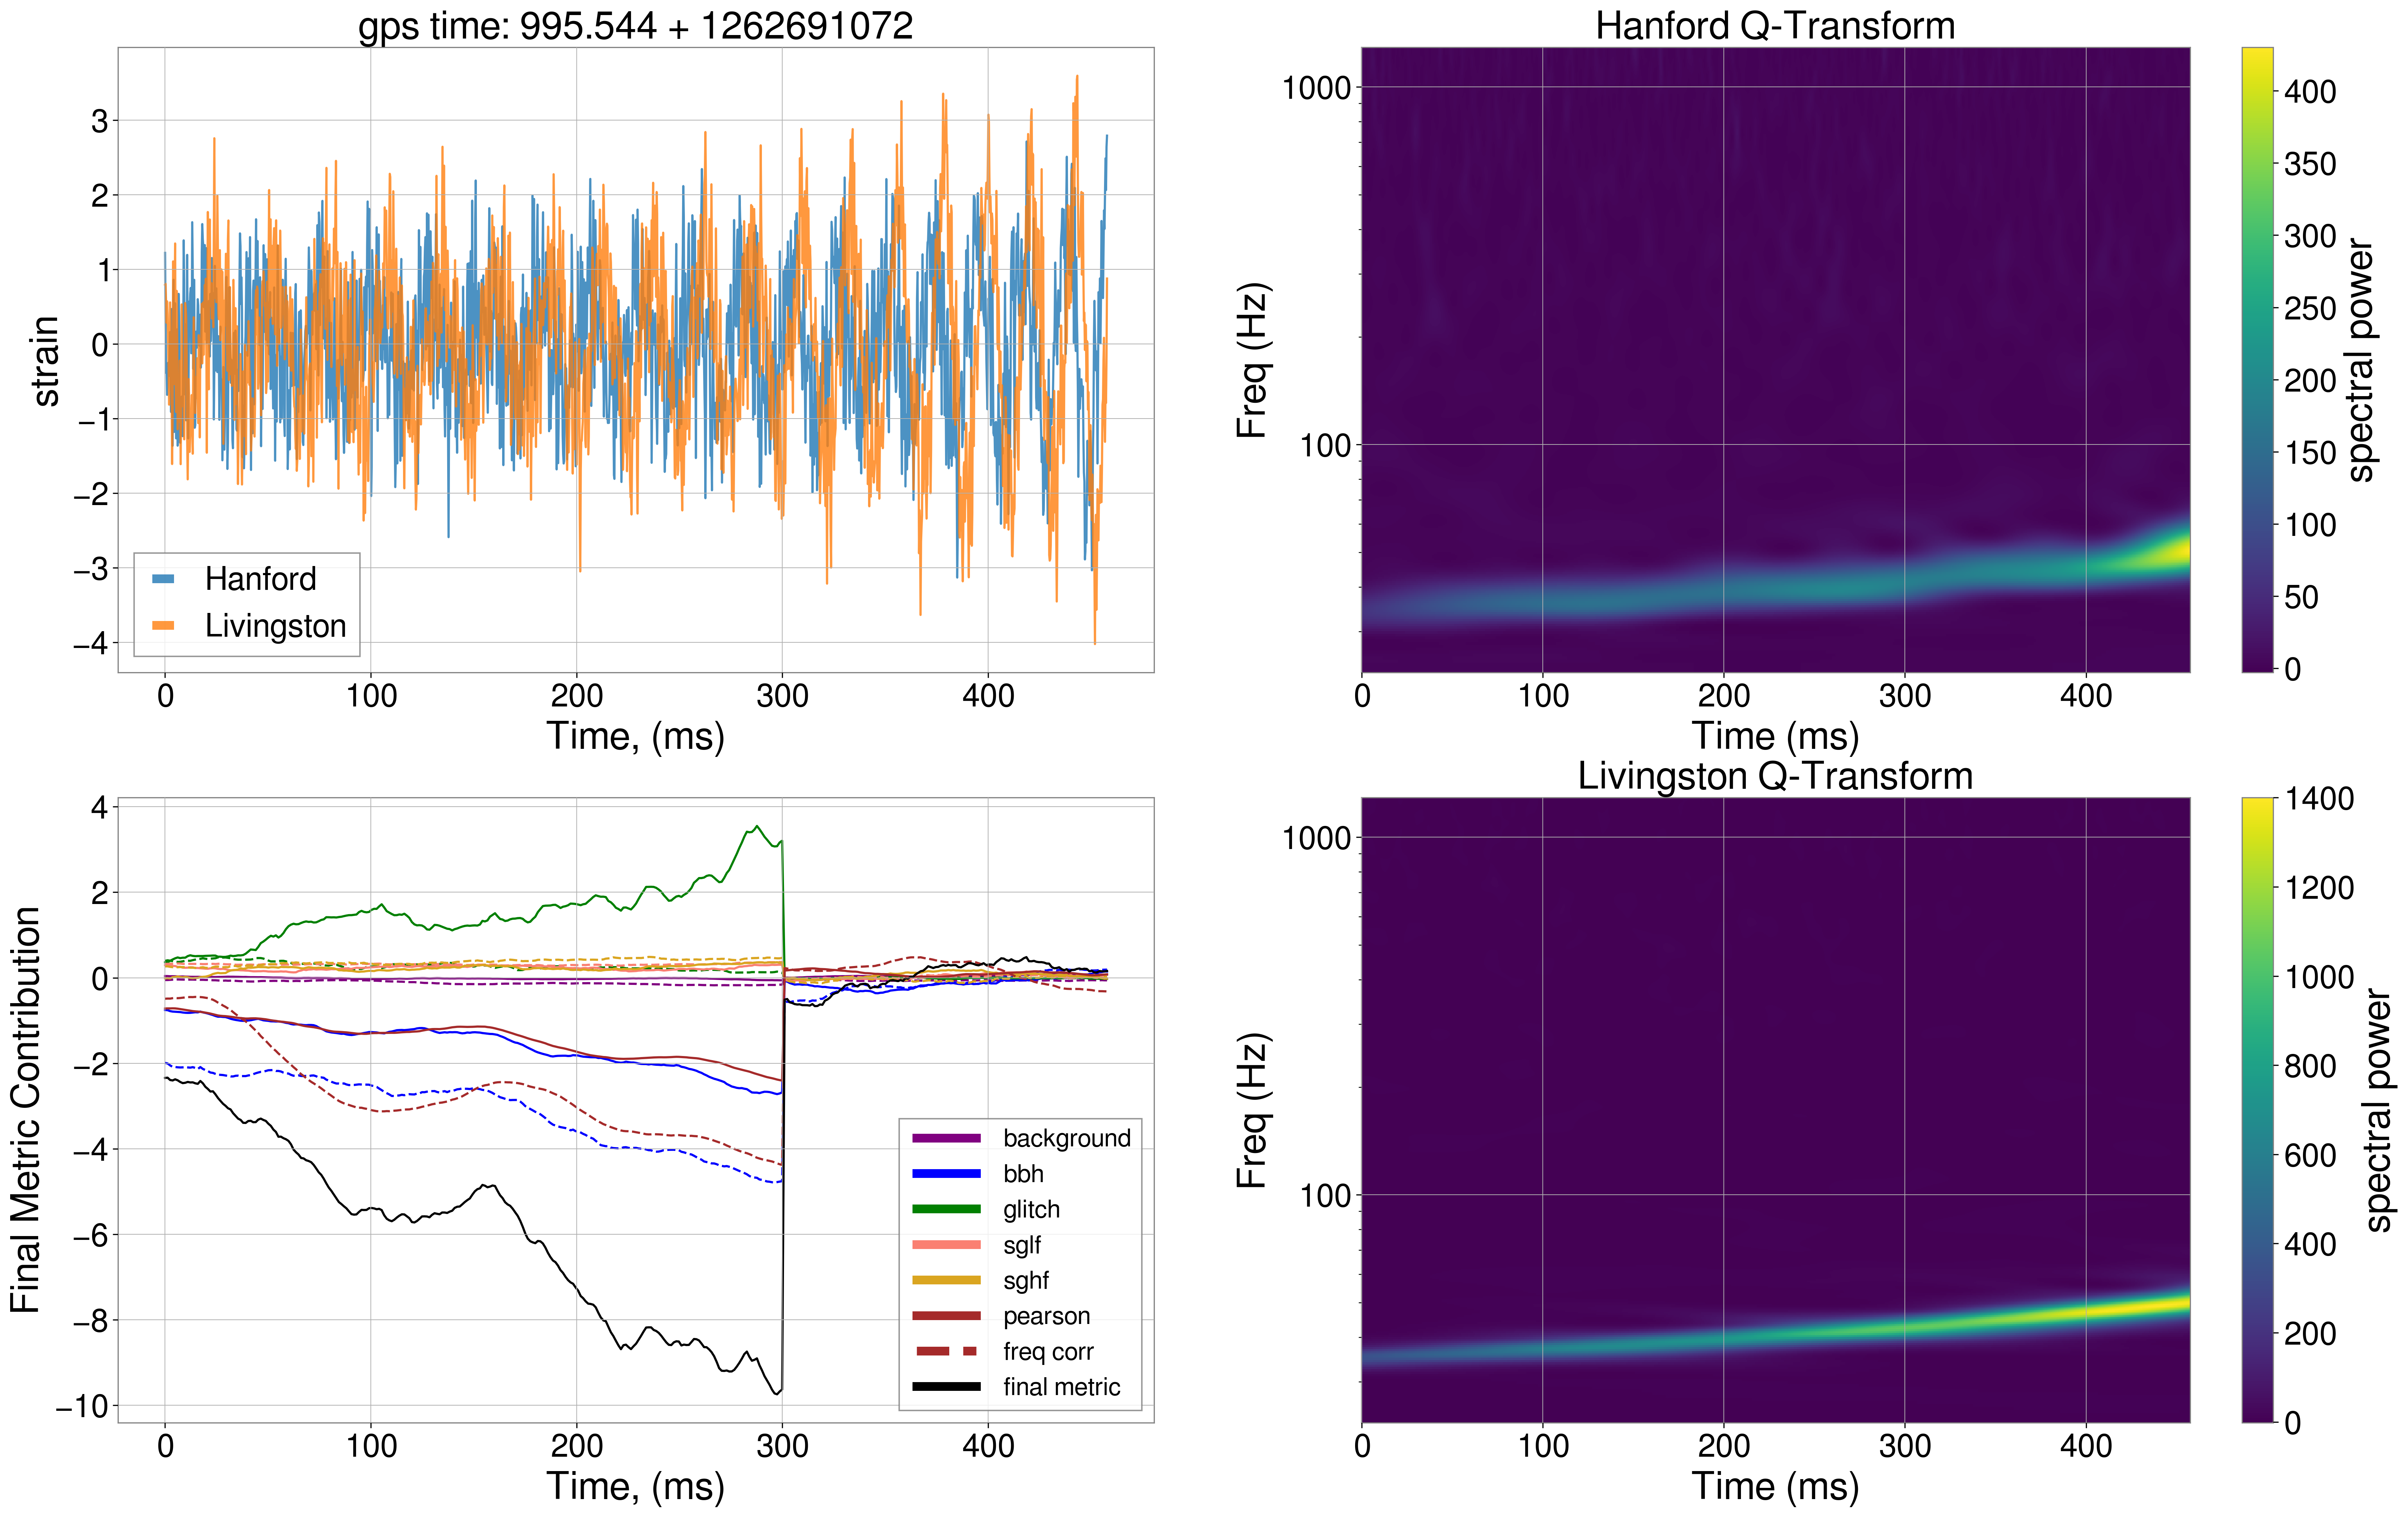 gps time: 995.544 + 1262691072
strain
3
2
1
0
−1
−2
−3
−4
Hanford
Livingston
0 100 200 300 400
Time, (ms)
Hanford Q-Transform
Freq (Hz)
1000
100
0 100 200 300 400
Time (ms)
400
350
300
250
200
150
100
50
0
spectral power
Final Metric Contribution
4
2
0
−2
−4
−6
−8
−10
background
bbh
glitch
sglf
sghf
pearson
freq corr
final metric
0 100 200 300 400
Time, (ms)
Livingston Q-Transform
Freq (Hz)
1000
100
0 100 200 300 400
Time (ms)
1400
1200
1000
800
600
400
200
0
spectral power